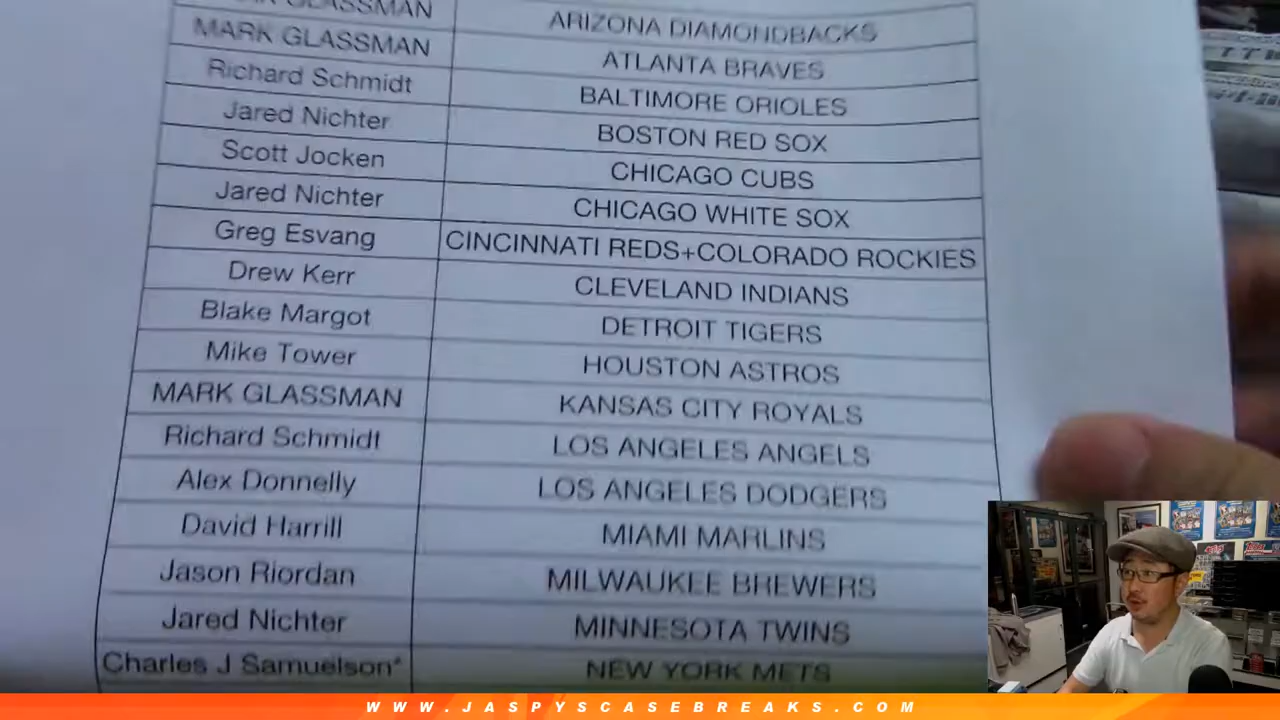 GLASSMAN ARIZONA DIAMONDBACKS
MARK GLASSMAN ATLANTA BRAVES
Richard Schmidt BALTIMORE ORIOLES
Jared Nichter BOSTON RED SOX
Scott Jocken CHICAGO CUBS
Jared Nichter CHICAGO WHITE SOX
Greg Esvang CINCINNATI REDS+COLORADO ROCKIES
Drew Kerr CLEVELAND INDIANS
Blake Margot DETROIT TIGERS
Mike Tower HOUSTON ASTROS
MARK GLASSMAN KANSAS CITY ROYALS
Richard Schmidt LOS ANGELES ANGELS
Alex Donnelly LOS ANGELES DODGERS
David Harrill MIAMI MARLINS
Jason Riordan MILWAUKEE BREWERS
Jared Nichter MINNESOTA TWINS
Charles J Samuelson* NEW YORK METS
WWW.JASPYSCASEBREAKS.COM